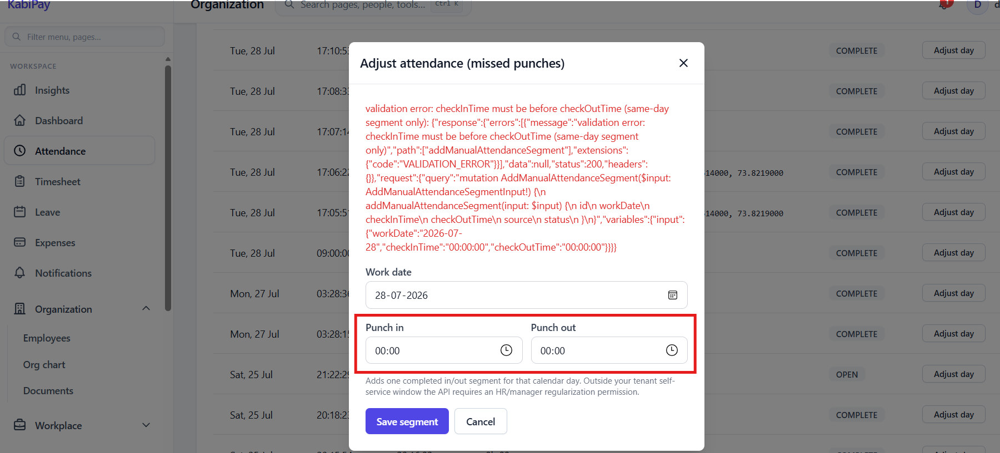 KabiPay
Organization
Search pages, people, tools...
Ctrl K
D
Filter menu, pages...
WORKSPACE
Insights
Dashboard
Attendance
Timesheet
Leave
Expenses
Notifications
Organization
Employees
Org chart
Documents
Workplace
Tue, 28 Jul 17:10:53 COMPLETE Adjust day
Tue, 28 Jul 17:08:33 COMPLETE Adjust day
Tue, 28 Jul 17:07:14 COMPLETE Adjust day
Tue, 28 Jul 17:06:22 14000, 73.8219000 COMPLETE Adjust day
Tue, 28 Jul 17:05:51 14000, 73.8219000 COMPLETE Adjust day
Tue, 28 Jul 09:00:00 COMPLETE Adjust day
Mon, 27 Jul 03:28:36 COMPLETE Adjust day
Mon, 27 Jul 03:28:15 COMPLETE Adjust day
Sat, 25 Jul 21:22:29 OPEN Adjust day
Sat, 25 Jul 20:18:23 COMPLETE Adjust day
Adjust attendance (missed punches)
validation error: checkInTime must be before checkOutTime (same-day
segment only): {"response":{"errors":[{"message":"validation error:
checkInTime must be before checkOutTime (same-day segment
only)","path":["addManualAttendanceSegment"],"extensions":
{"code":"VALIDATION_ERROR"}}],"data":null,"status":200,"headers":
{}},"request":{"query":"mutation AddManualAttendanceSegment($input:
AddManualAttendanceSegmentInput!) {\n
addManualAttendanceSegment(input: $input) {\n id\n workDate\n
checkInTime\n checkOutTime\n source\n status\n }\n}","variables":{"input":
{"workDate":"2026-07-
28","checkInTime":"00:00:00","checkOutTime":"00:00:00"}}}}
Work date
28-07-2026
Punch in Punch out
00:00 00:00
Adds one completed in/out segment for that calendar day. Outside your tenant self-
service window the API requires an HR/manager regularization permission.
Save segment Cancel